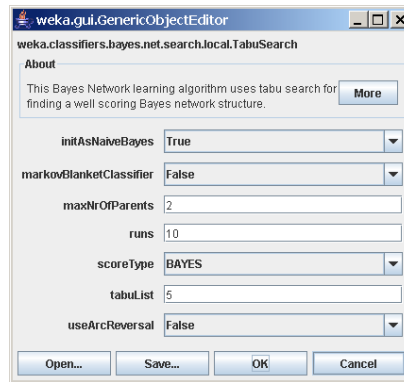 weka.gui.GenericObjectEditor
weka.classifiers.bayes.net.search.local.TabuSearch
About
This Bayes Network learning algorithm uses tabu search for
finding a well scoring Bayes network structure.
More
initAsNaiveBayes True
markovBlanketClassifier False
maxNrOfParents 2
runs 10
scoreType BAYES
tabuList 5
useArcReversal False
Open... Save... OK Cancel